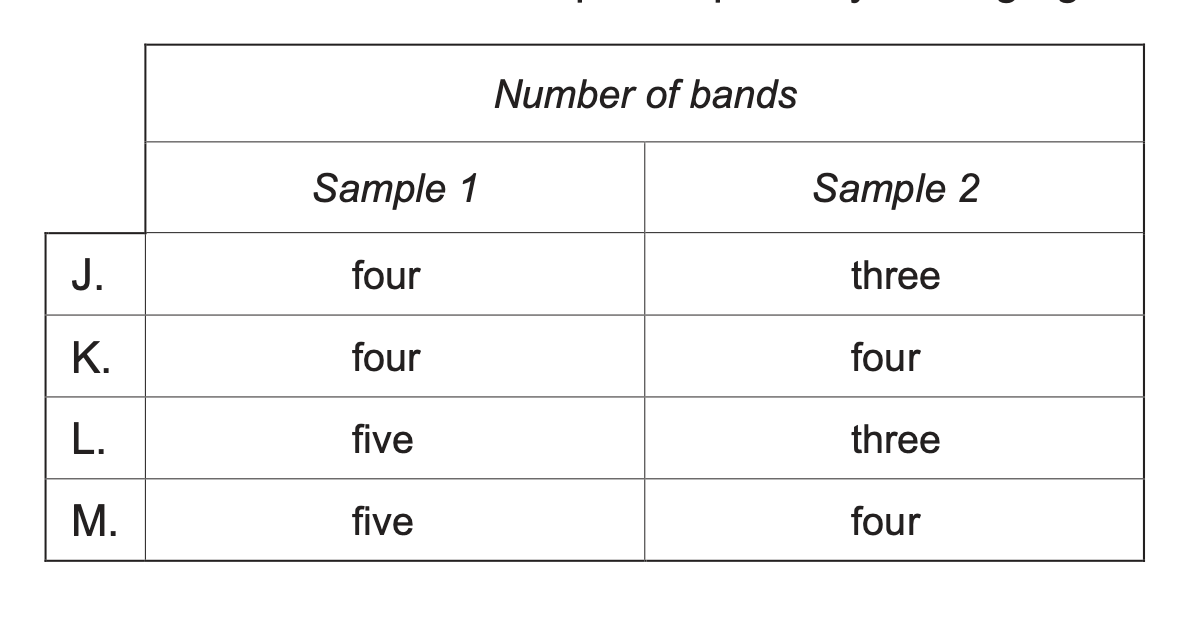 Number of bands
Sample 1 Sample 2
J. four three
K. four four
L. five three
M. five four